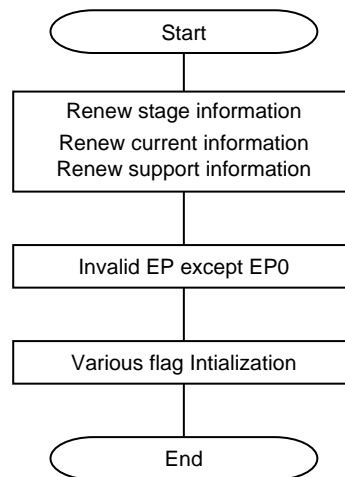 Start
Renew stage information
Renew current information
Renew support information
Invalid EP except EP0
Various flag Intialization
End